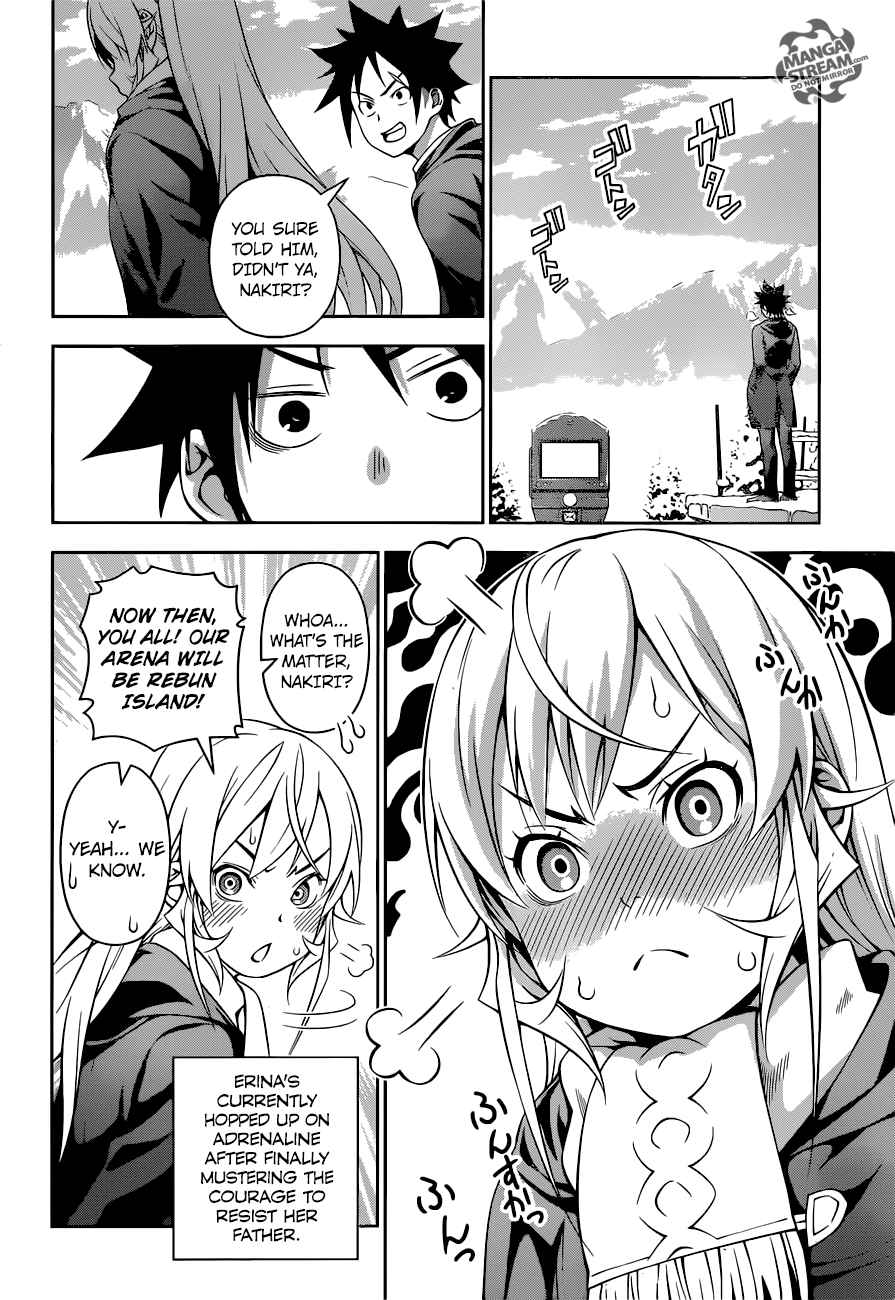 MANGA
STREAM.com
DO NOT MIRROR
ガタン
ゴトン
ゴトン
YOU SURE
TOLD HIM,
DIDN'T YA,
NAKIRI?
ふんか
ふんか
ふんすかっ
ふんっ
WHOA...
WHAT'S THE
MATTER,
NAKIRI?
NOW THEN,
YOU ALL! OUR
ARENA WILL
BE REBUN
ISLAND!
Y-
YEAH... WE
KNOW.
ERINA'S
CURRENTLY
HOPPED UP ON
ADRENALINE
AFTER FINALLY
MUSTERING THE
COURAGE TO
RESIST HER
FATHER.